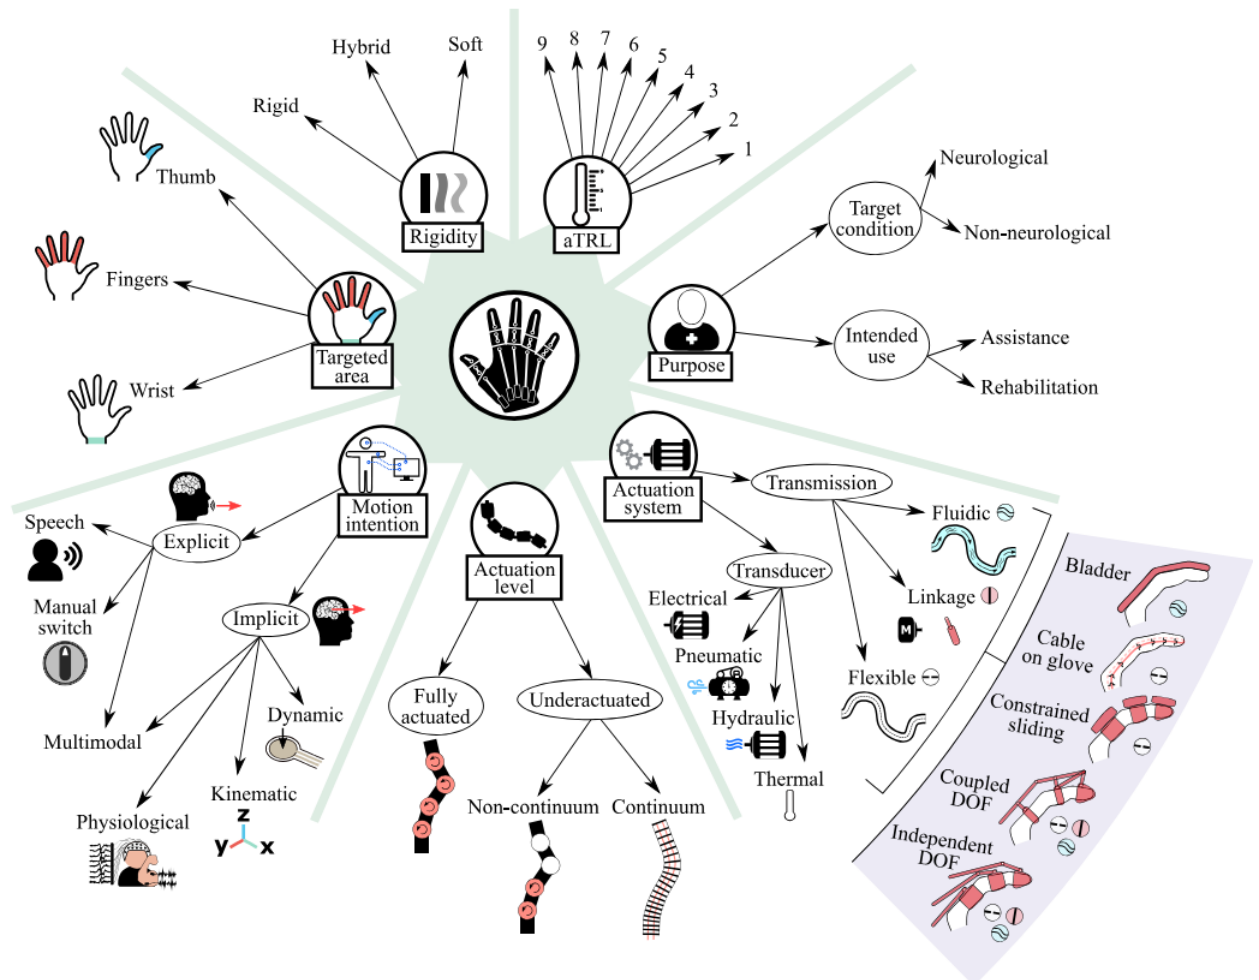 Hybrid
Soft
Rigid
Rigidity
9
8
7
6
5
4
3
2
1
aTRL
Thumb
Fingers
Wrist
Targeted
area
Neurological
Target
condition
Non-neurological
Purpose
Intended
use
Assistance
Rehabilitation
Motion
intention
Speech
Explicit
Manual
switch
Implicit
Multimodal
Dynamic
Kinematic
z
y
x
Physiological
Actuation
level
Fully
actuated
Underactuated
Non-continuum
Continuum
Actuation
system
Transmission
Fluidic
Linkage
M
Flexible
Transducer
Electrical
Pneumatic
Hydraulic
Thermal
Bladder
Cable
on glove
Constrained
sliding
Coupled
DOF
Independent
DOF